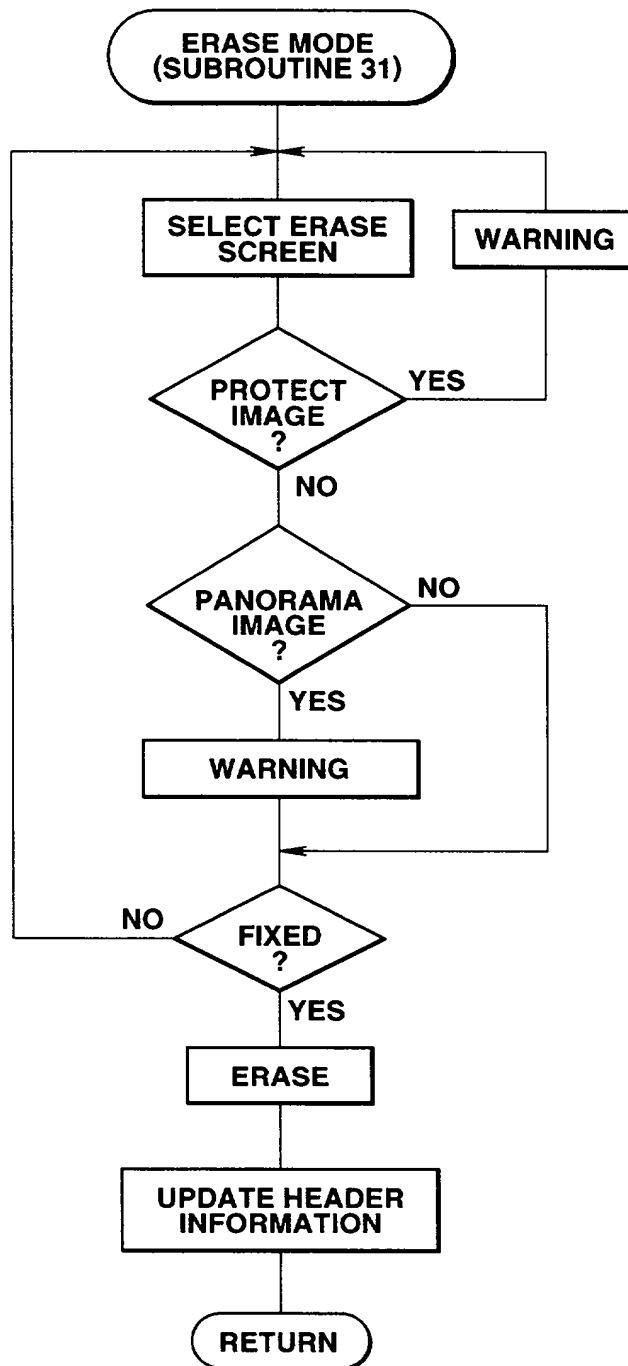 ERASE MODE
(SUBROUTINE 31)
SELECT ERASE
SCREEN
WARNING
PROTECT
IMAGE
?
YES
NO
PANORAMA
IMAGE
?
NO
YES
WARNING
NO
FIXED
?
YES
ERASE
UPDATE HEADER
INFORMATION
RETURN